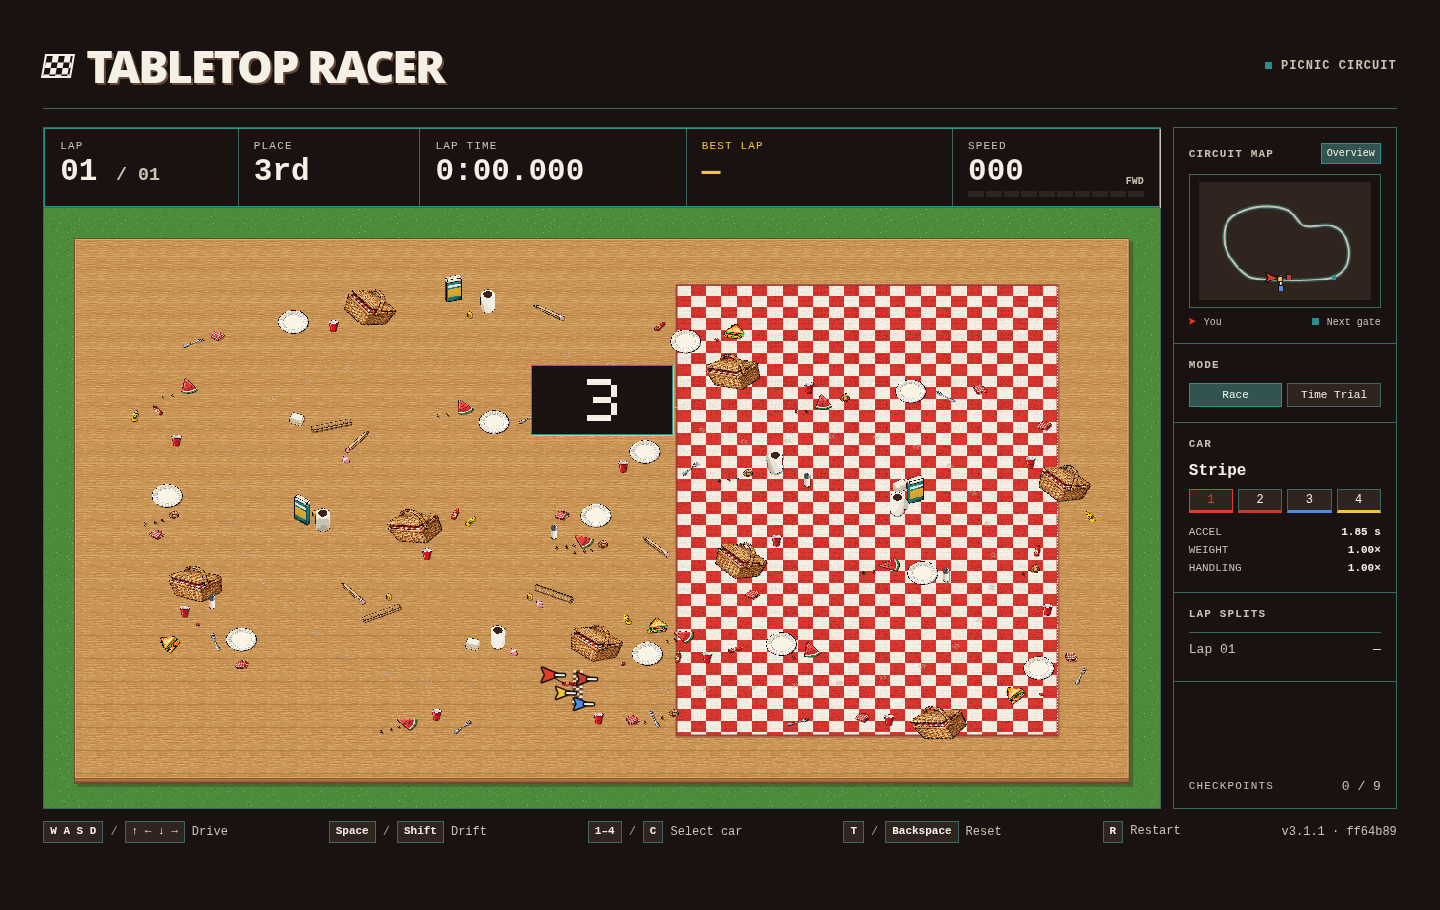 TABLETOP RACER
PICNIC CIRCUIT
LAP
01 / 01
PLACE
3rd
LAP TIME
0:00.000
BEST LAP
—
SPEED
000
FWD
3
CIRCUIT MAP
Overview
You
Next gate
MODE
Race
Time Trial
CAR
Stripe
1 2 3 4
ACCEL 1.85 s
WEIGHT 1.00×
HANDLING 1.00×
LAP SPLITS
Lap 01 —
CHECKPOINTS 0 / 9
W A S D / ↑ ← ↓ → Drive
Space / Shift Drift
1–4 / C Select car
T / Backspace Reset
R Restart
v3.1.1 · ff64b89